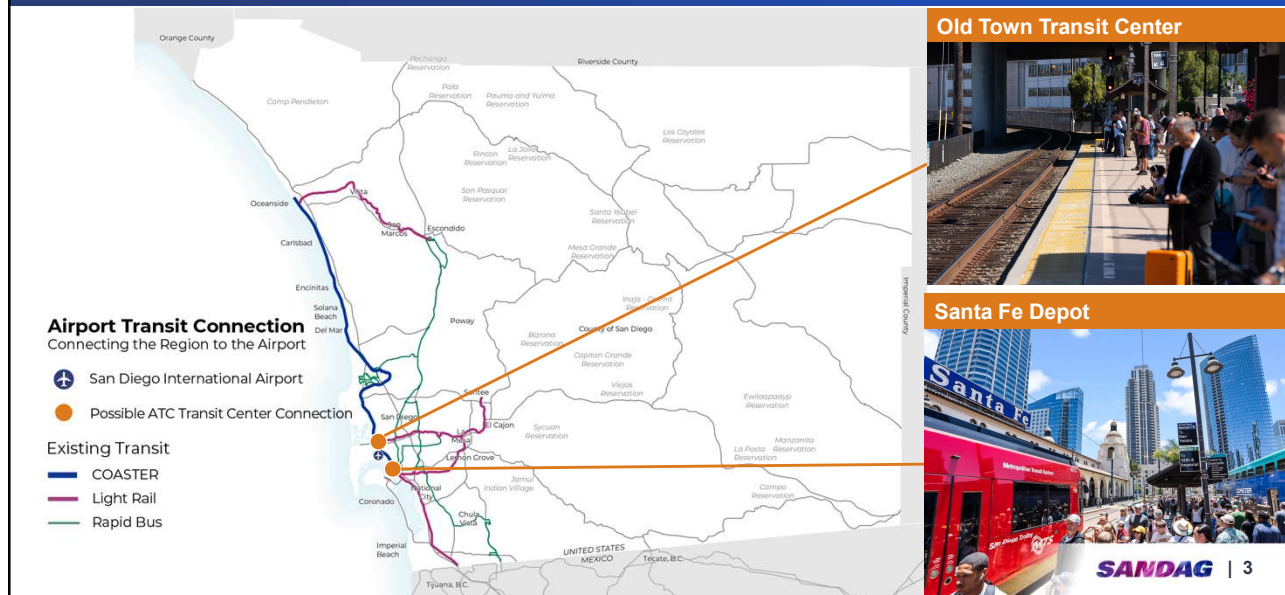 Old Town Transit Center
Santa Fe Depot
Orange County
Riverside County
Pechanga
Reservation
Camp Pendleton
Pala
Reservation
Pauma and Yuima
Reservation
Los Coyotes
Reservation
Rincon
Reservation
La Jolla
Reservation
San Pasqual
Reservation
Santa Ysabel
Reservation
Mesa Grande
Reservation
Oceanside
Vista
San
Marcos
Escondido
Carlsbad
Encinitas
Solana
Beach
Del Mar
Poway
County of San Diego
Imperial County
Barona
Reservation
Capitan Grande
Reservation
Viejas
Reservation
Ewiiaapaayp
Reservation
Sycuan
Reservation
La Posta
Reservation
Manzanita
Reservation
Campo
Reservation
Jamul
Indian Village
Santee
El Cajon
San Diego
La
Mesa
Lemon Grove
National
City
Coronado
Chula
Vista
Imperial
Beach
UNITED STATES
MEXICO
Tijuana, B.C.
Tecate, B.C.
Airport Transit Connection
Connecting the Region to the Airport
San Diego International Airport
Possible ATC Transit Center Connection
Existing Transit
COASTER
Light Rail
Rapid Bus
Santa Fe
Metropolitan Transit System
San Diego Trolley
MTS
COASTER
SANDAG | 3